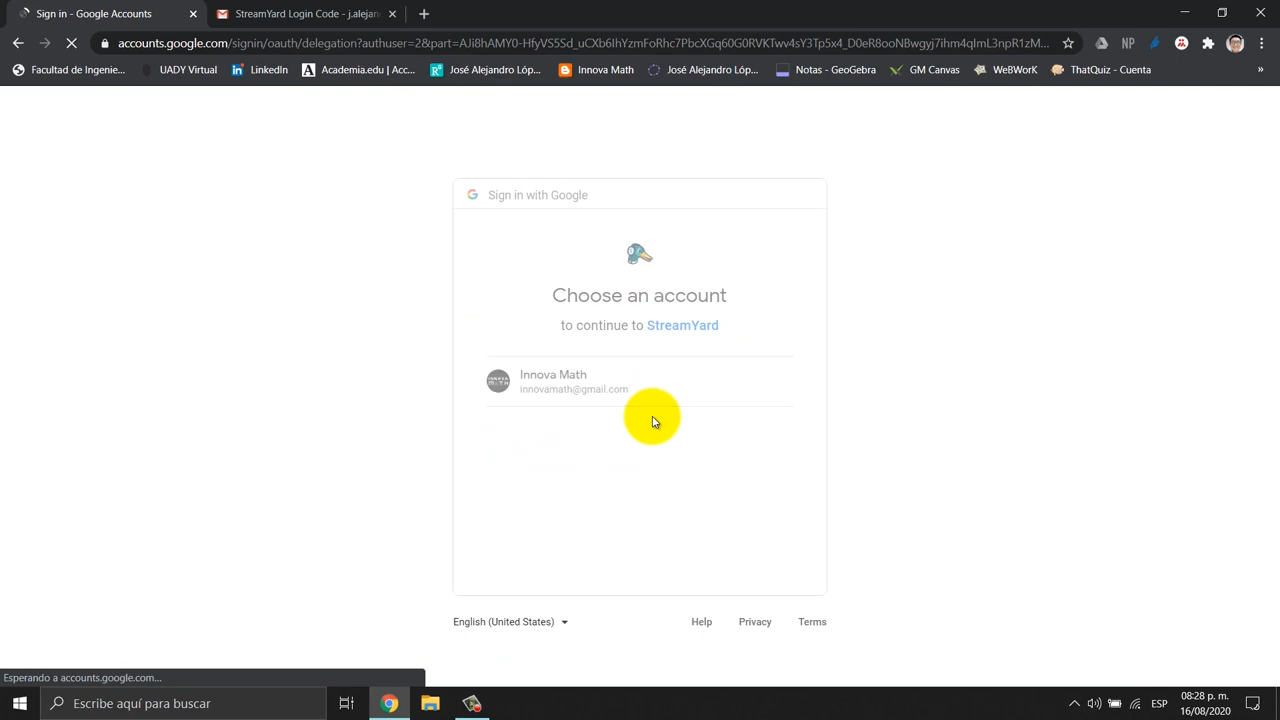 Sign in - Google Accounts
StreamYard Login Code - j.alejan
accounts.google.com/signin/oauth/delegation?authuser=2&part=AJi8hAMY0-HfyVS5Sd_uCXb6IhYzmFoRhc7PbcXGq60G0RVKTwv4sY3Tp5x4_D0eR8ooNBwgyj7ihm4qImL3npR1zM...
NP
Facultad de Ingenie...
UADY Virtual
LinkedIn
Academia.edu | Acc...
José Alejandro Lóp...
Innova Math
José Alejandro Lóp...
Notas - GeoGebra
GM Canvas
WeBWorK
ThatQuiz - Cuenta
»
Sign in with Google
Choose an account
to continue to StreamYard
Innova Math
innovamath@gmail.com
English (United States)
Help
Privacy
Terms
Esperando a accounts.google.com...
Escribe aquí para buscar
ESP
08:28 p. m.
16/08/2020